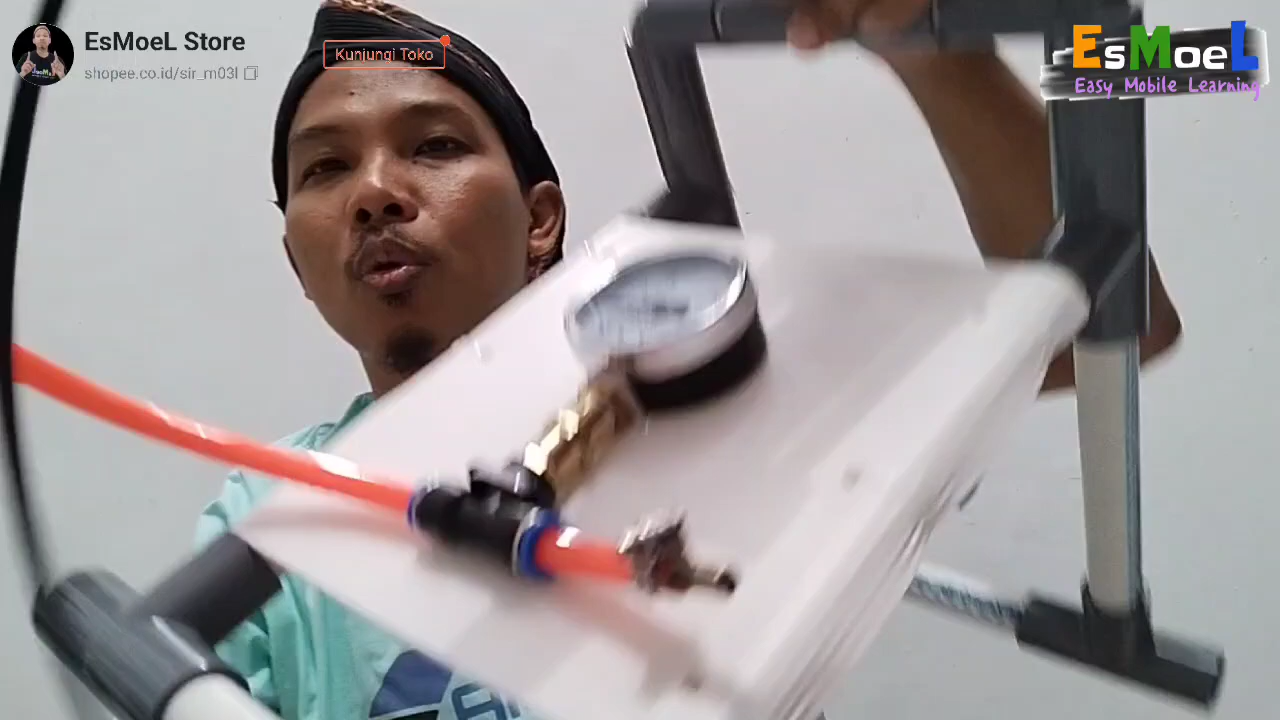 EsMoeL Store
Kunjungi Toko
shopee.co.id/sir_m03l
EsMoeL
Easy Mobile Learning